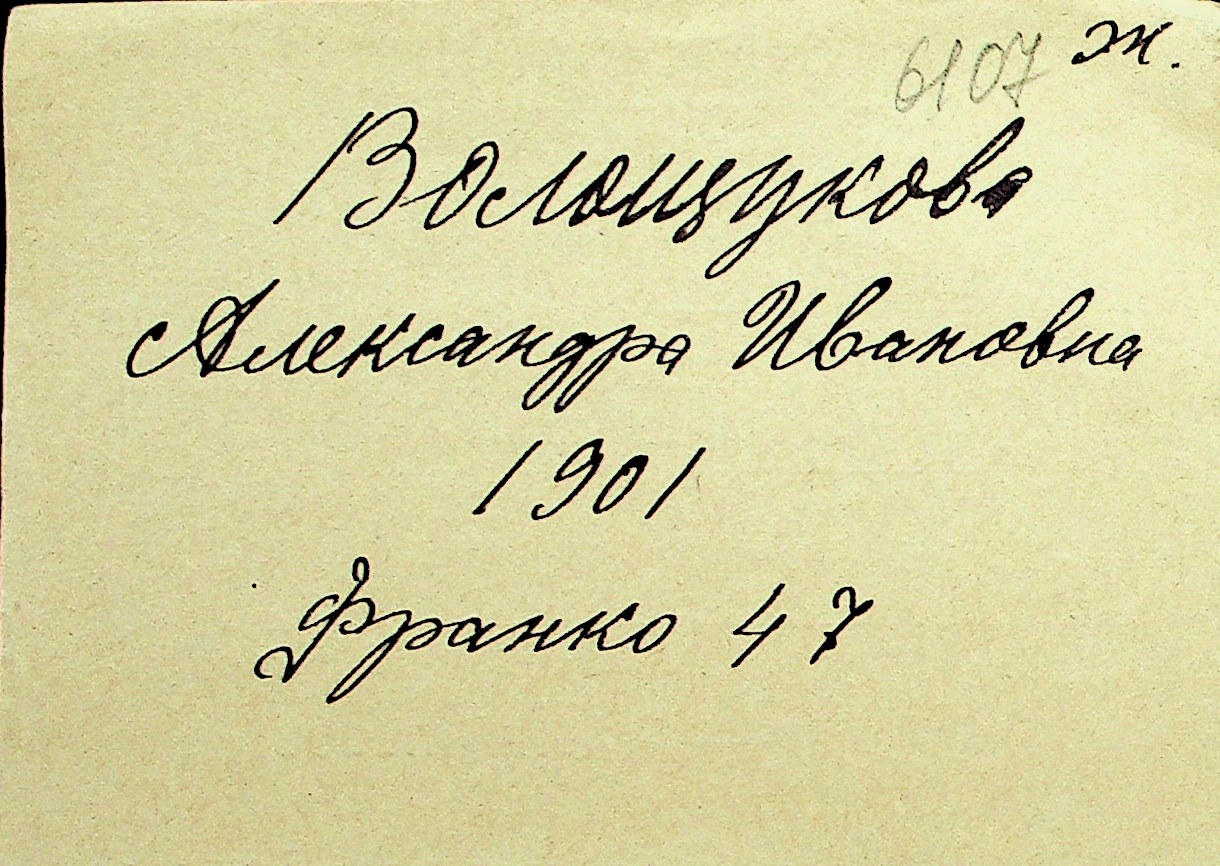 6107 ж.
Волощукова
Александра Ивановна
1901
Франко 47